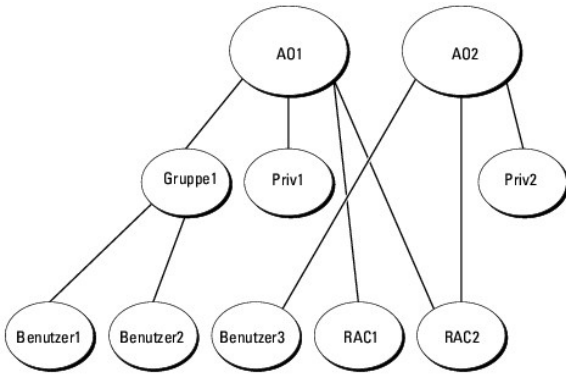 A01
A02
Gruppe1
Priv1
Priv2
Benutzer1
Benutzer2
Benutzer3
RAC1
RAC2